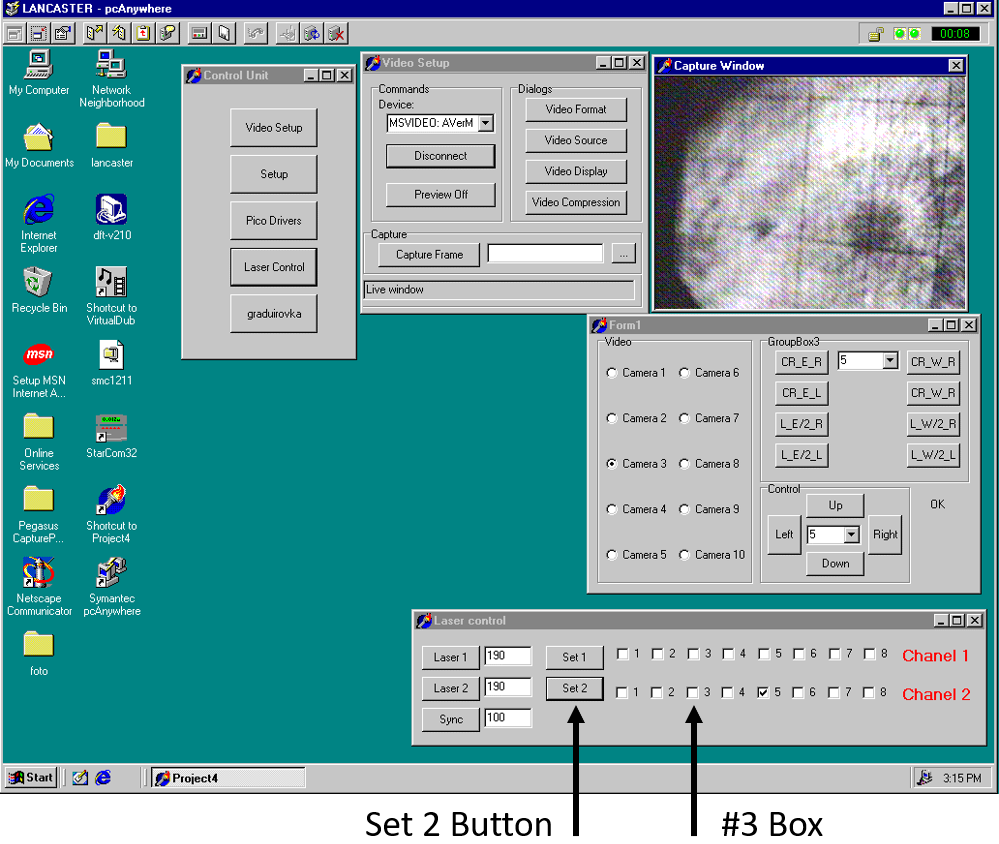 LANCASTER - pcAnywhere
00:08
My Computer
Network
Neighborhood
My Documents
lancaster
Internet
Explorer
dft-v210
Recycle Bin
Shortcut to
VirtualDub
msn
Setup MSN
Internet A...
smc1211
Online
Services
StarCom32
Pegasus
CaptureP...
Shortcut to
Project4
Netscape
Communicator
Symantec
pcAnywhere
foto
Control Unit
Video Setup
Setup
Pico Drivers
Laser Control
graduirovka
Video Setup
Commands
Device:
MSVIDEO: AVerM
Disconnect
Preview Off
Dialogs
Video Format
Video Source
Video Display
Video Compression
Capture
Capture Frame
...
Live window
Capture Window
Form1
Video
Camera 1 Camera 6
Camera 2 Camera 7
Camera 3 Camera 8
Camera 4 Camera 9
Camera 5 Camera 10
GroupBox3
CR_E_R 5 CR_W_R
CR_E_L CR_W_R
L_E/2_R L_W/2_R
L_E/2_L L_W/2_L
Control
Up
Left 5 Right
Down
OK
Laser control
Laser 1 190 Set 1 1 2 3 4 5 6 7 8 Chanel 1
Laser 2 190 Set 2 1 2 3 4 5 6 7 8 Chanel 2
Sync 100
Start
Project4
3:15 PM
Set 2 Button
#3 Box